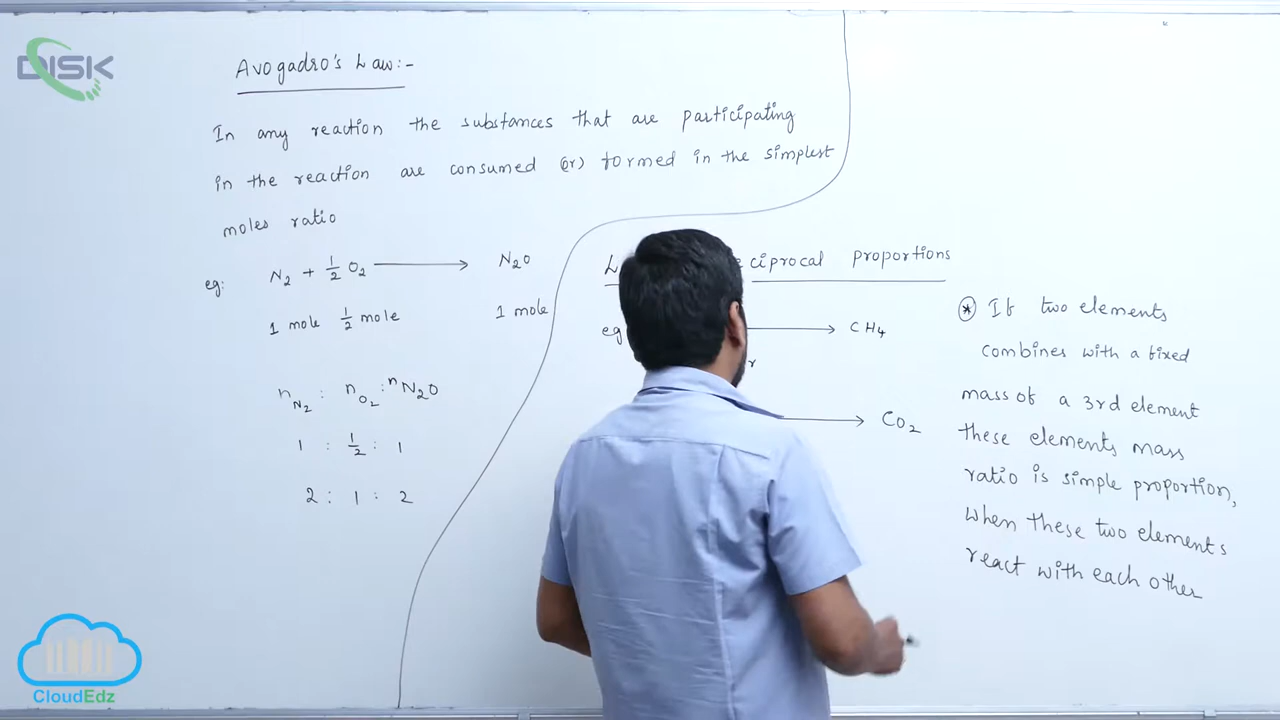 DISK
Avogadro's Law:-
In any reaction the substances that are participating
in the reaction are consumed (or) formed in the simplest
moles ratio
eg: N2 + 1/2 O2 → N2O
1 mole 1/2 mole 1 mole
nN2 : nO2 : nN2O
1 : 1/2 : 1
2 : 1 : 2
proportions
eg → CH4
→ CO2
* If two elements
combines with a fixed
mass of a 3rd element
these elements mass
ratio is simple proportion,
when these two elements
react with each other
CloudEdz